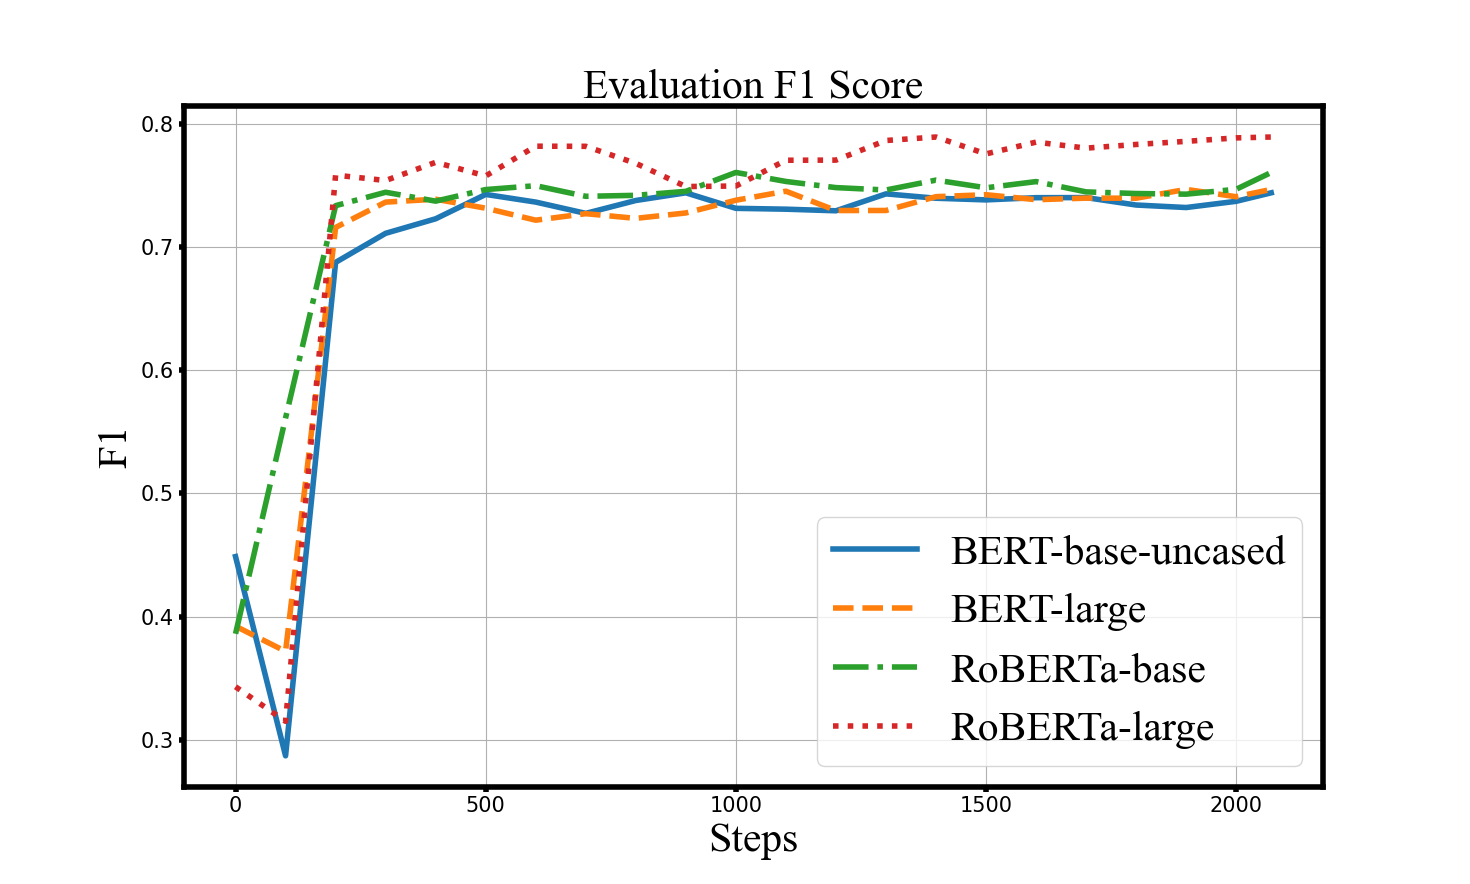 Evaluation F1 Score
0.8
0.7
0.6
0.5
0.4
0.3
F1
BERT-base-uncased
BERT-large
RoBERTa-base
RoBERTa-large
0 500 1000 1500 2000
Steps